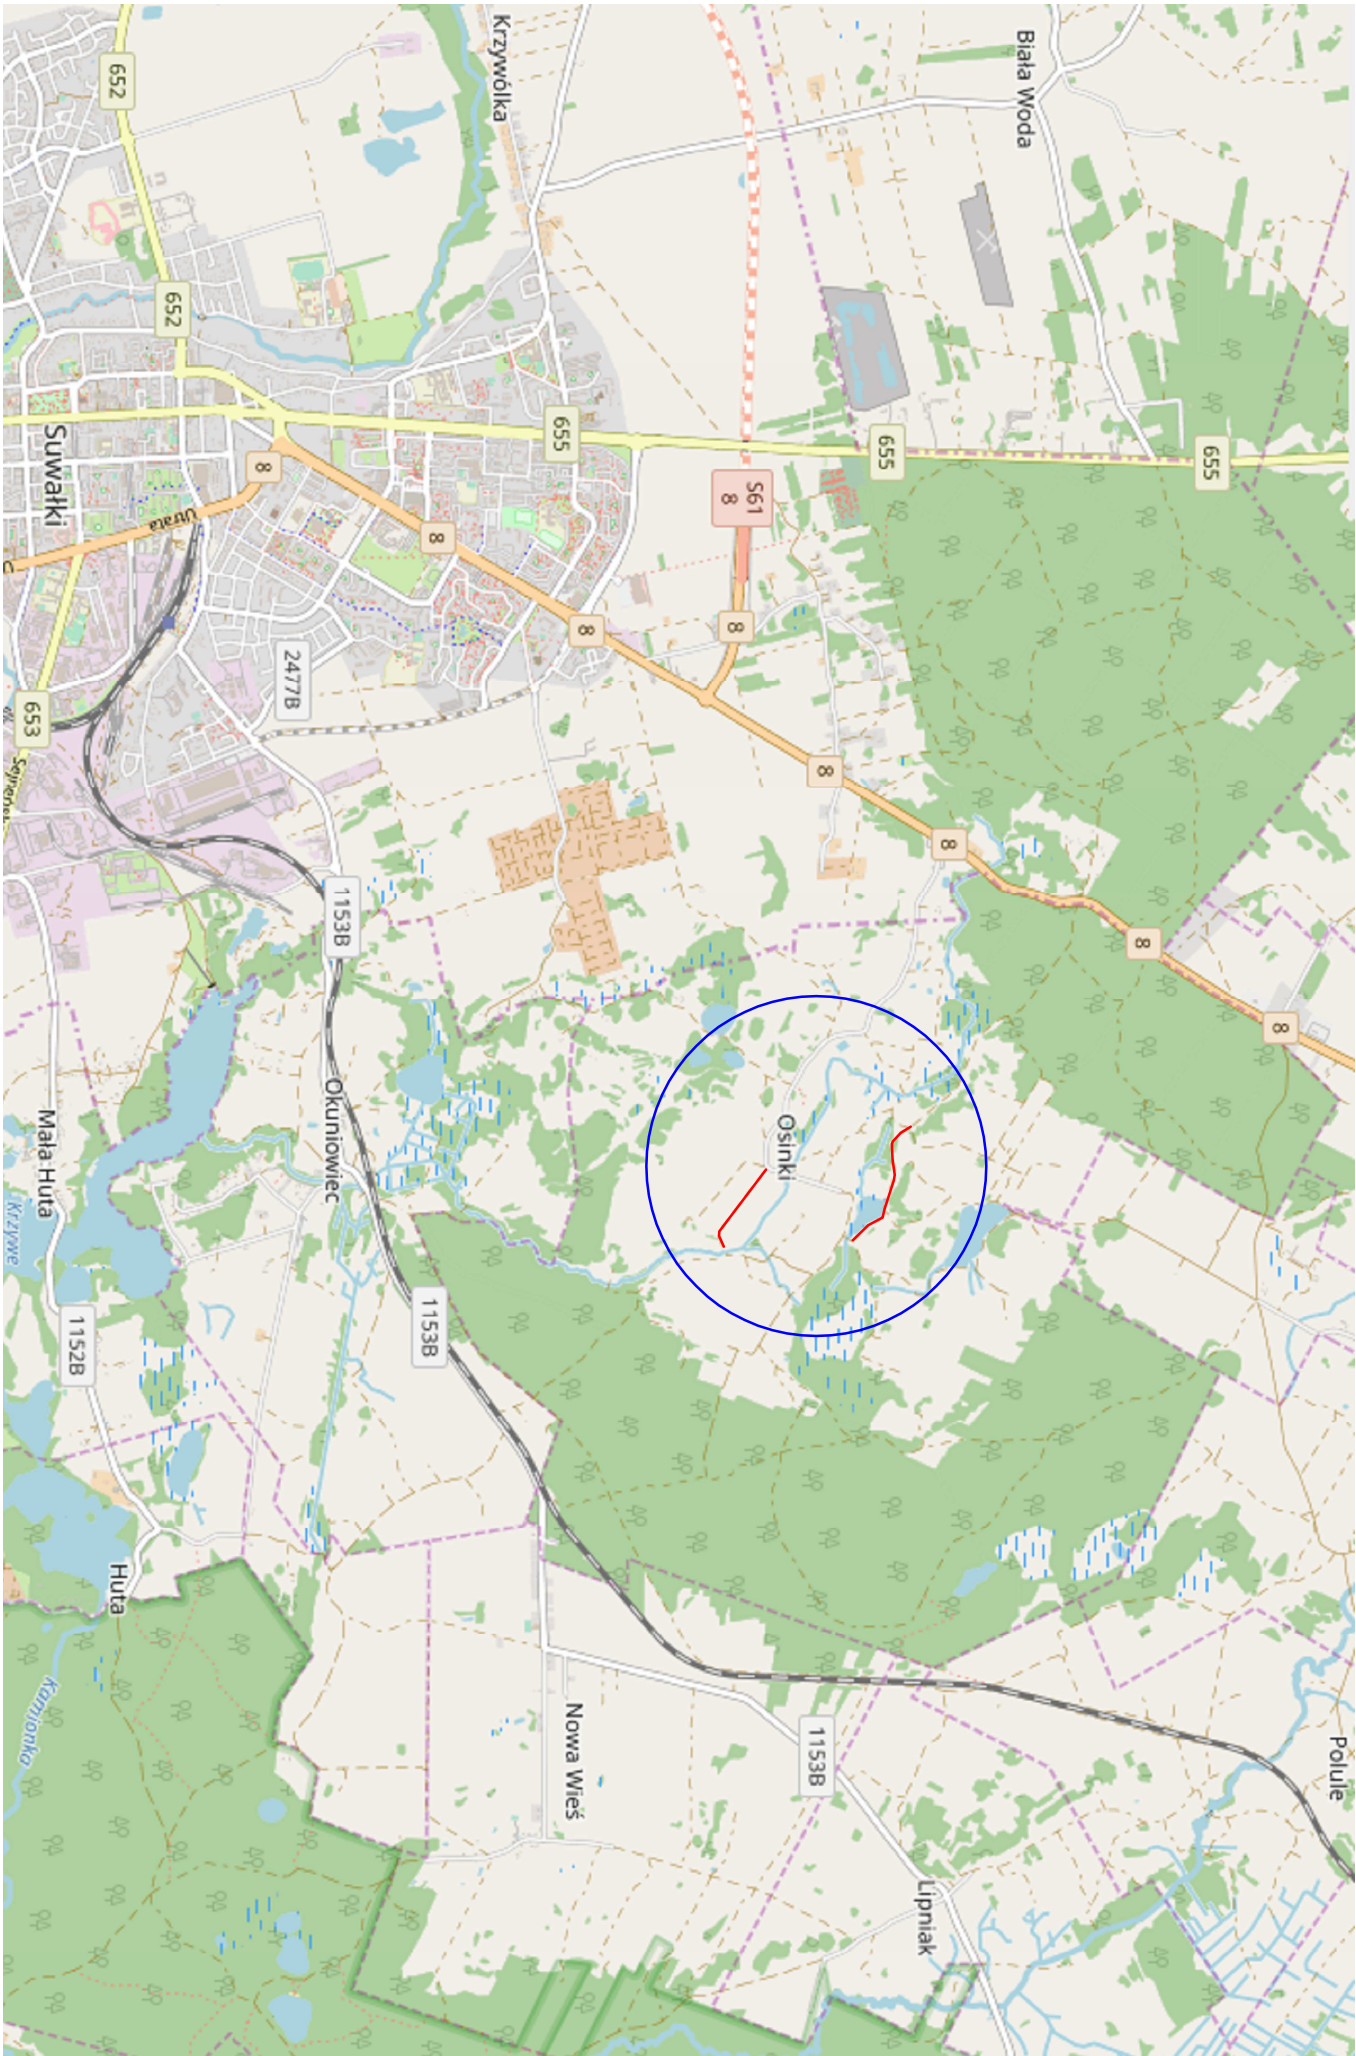 Krzywólka
Biała Woda
652
652
655
655
655
Suwałki
8
S61
8
Utrata
8
8
8
2477B
653
8
8
1153B
8
8
Osinki
Okuniowiec
Mała Huta
Krzywe
1153B
1152B
Huta
Kamionka
Nowa Wieś
1153B
Polule
Lipniak